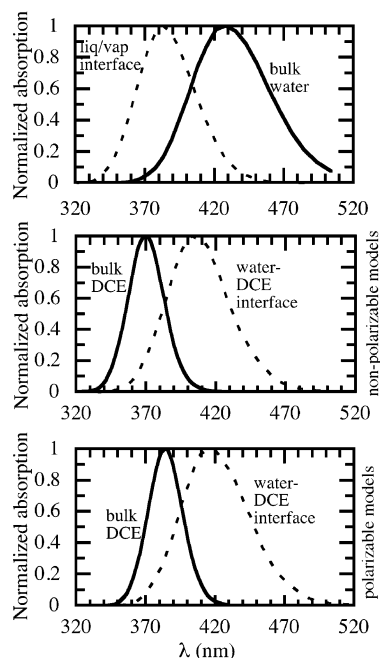 Normalized absorption
1
0.8
0.6
0.4
0.2
0
liq/vap
interface
bulk
water
320 370 420 470 520
Normalized absorption
1
0.8
0.6
0.4
0.2
0
bulk
DCE
water-
DCE
interface
non-polarizable models
320 370 420 470 520
Normalized absorption
1
0.8
0.6
0.4
0.2
0
bulk
DCE
water-
DCE
interface
polarizable models
320 370 420 470 520
λ (nm)